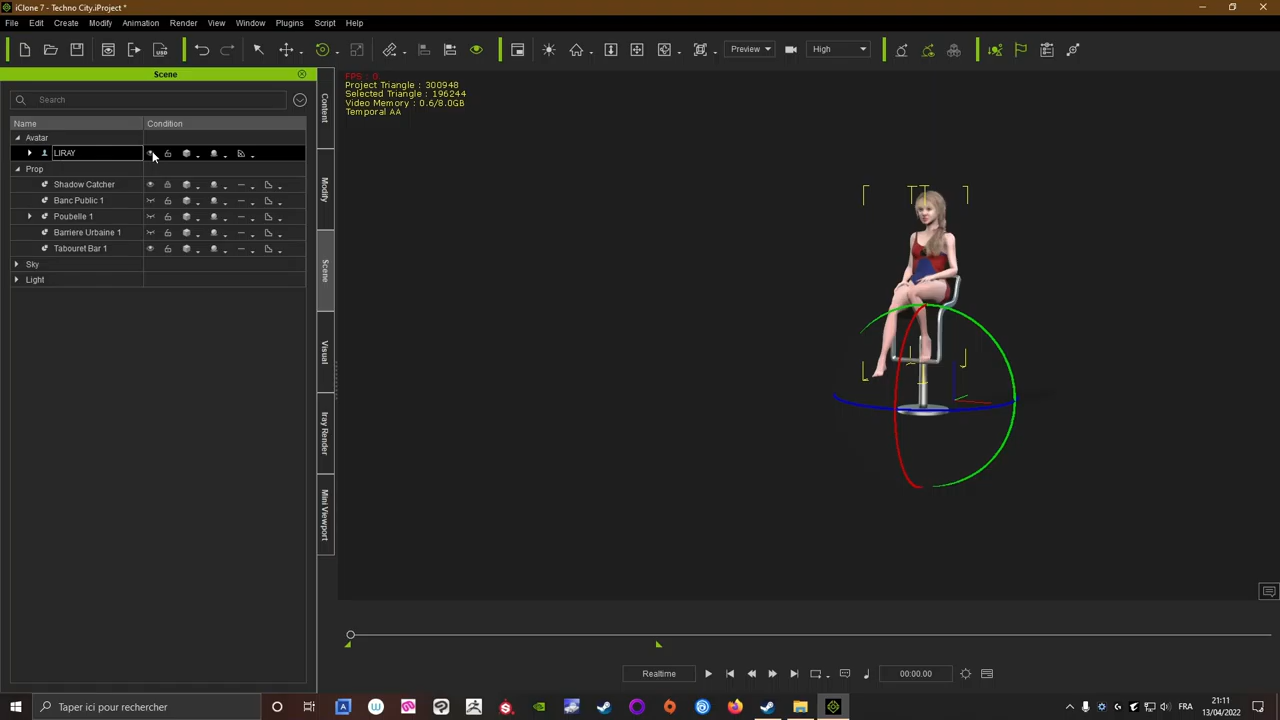 iClone 7 - Techno City.iProject *
File Edit Create Modify Animation Render View Window Plugins Script Help
USD Preview High
Scene
Search
Name Condition
Avatar
LIRAY
Prop
Shadow Catcher
Banc Public 1
Poubelle 1
Barriere Urbaine 1
Tabouret Bar 1
Sky
Light
Content
Modify
Scene
Visual
Iray Render
Mini Viewport
FPS : 0
Project Triangle : 300948
Selected Triangle : 196244
Video Memory : 0.6/8.0GB
Temporal AA
Realtime 00:00.00
Taper ici pour rechercher
FRA
21:11
13/04/2022